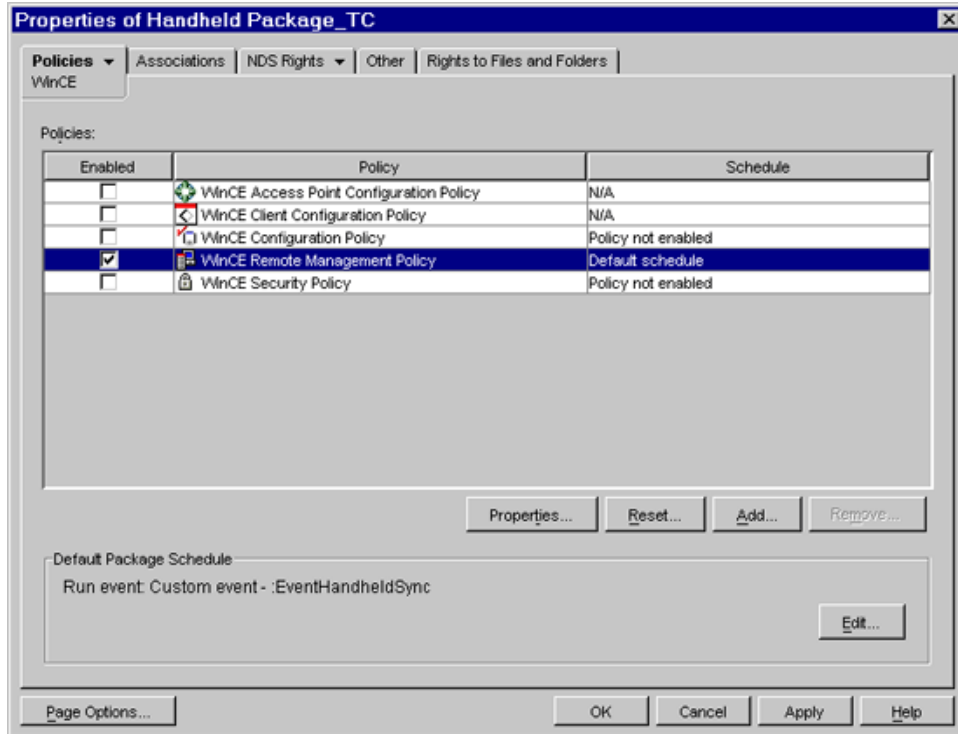 Properties of Handheld Package_TC
Policies Associations NDS Rights Other Rights to Files and Folders
WinCE
Policies:
Enabled Policy Schedule
WinCE Access Point Configuration Policy N/A
WinCE Client Configuration Policy N/A
WinCE Configuration Policy Policy not enabled
WinCE Remote Management Policy Default schedule
WinCE Security Policy Policy not enabled
Properties... Reset... Add... Remove...
Default Package Schedule
Run event: Custom event - :EventHandheldSync
Edit...
Page Options... OK Cancel Apply Help